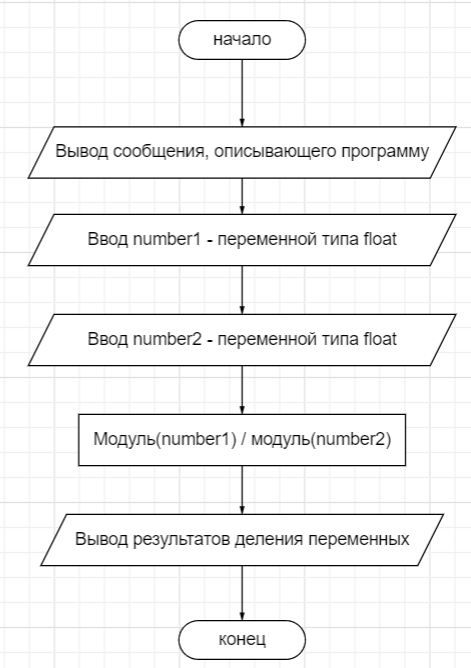 начало
Вывод сообщения, описывающего программу
Ввод number1 - переменной типа float
Ввод number2 - переменной типа float
Модуль(number1) / модуль(number2)
Вывод результатов деления переменных
конец